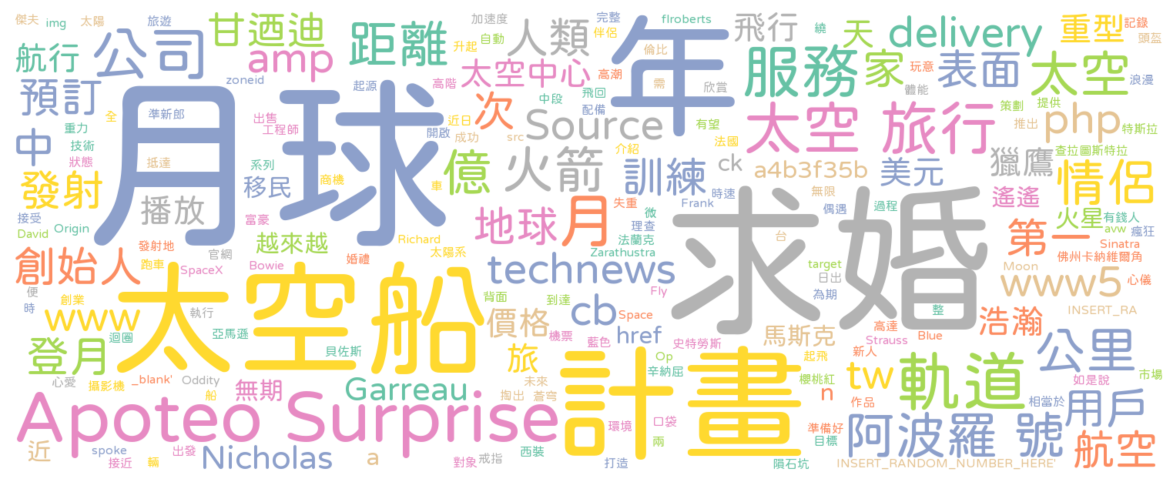 傑夫 img 太陽 旅遊 甘迺迪 加速度 完整 伴侶 flroberts 繞 天 delivery 重型 記錄 頭盔
航行 公司 amp 距離 升起 自動 人類 年 倫比 飛行 家 玩意 表面 太空 浪漫
預訂 zoneid 起源 太空中心 高階 高潮 飛回 需 欣賞 服務 體能 策劃 提供
月球 準新郎 出售 工程師 開啟 近日 成功 次 中段 配備 Source src 有望 太空 旅行 推出 php 特斯拉
中 重力 全 技術 狀態 抵達 系列 商機 車 億 火箭 介紹 訓練 法國 ck a4b3f35b 美元 獵鷹 查拉圖斯特拉
發射 移民 播放 富豪 失重 微 時速 Frank 無限 偶遇 過程 遙遙 情侶
接受 David Origin 發射地 官網 越來越 Richard 太陽系 地球 月 理查 法蘭克 Zarathustra 求婚 台 第一 火星 有錢人 avw 瘋狂 Sinatra
創始人 跑車 SpaceX Bowie 婚禮 technews Fly target 日出 Moon 佛州卡納維爾角 心儀
便 時 創業 www 執行 太空船 背面 到達 cb Space 為期 整 www5 INSERT_RA
登月 迴圈 亞馬遜 貝佐斯 價格 機票 藍色 href 史特勞斯 馬斯克 高達 Strauss Blue 浩瀚 公里
心愛 攝影機 _blank' Oddity 船 無期 Garreau 旅 未來 掏出 蒼穹 Op 辛納屈 計畫 起飛 櫻桃紅 新人 tw 作品 n 軌道 如是說 市場
Apoteo Surprise 環境 口袋 兩 準備好 目標 阿波羅 號 相當於 用戶
近 spoke 接近 稱 出發 Nicholas a 對象 戒指 西裝 打造 隕石坑 INSERT_RANDOM_NUMBER_HERE' 航空